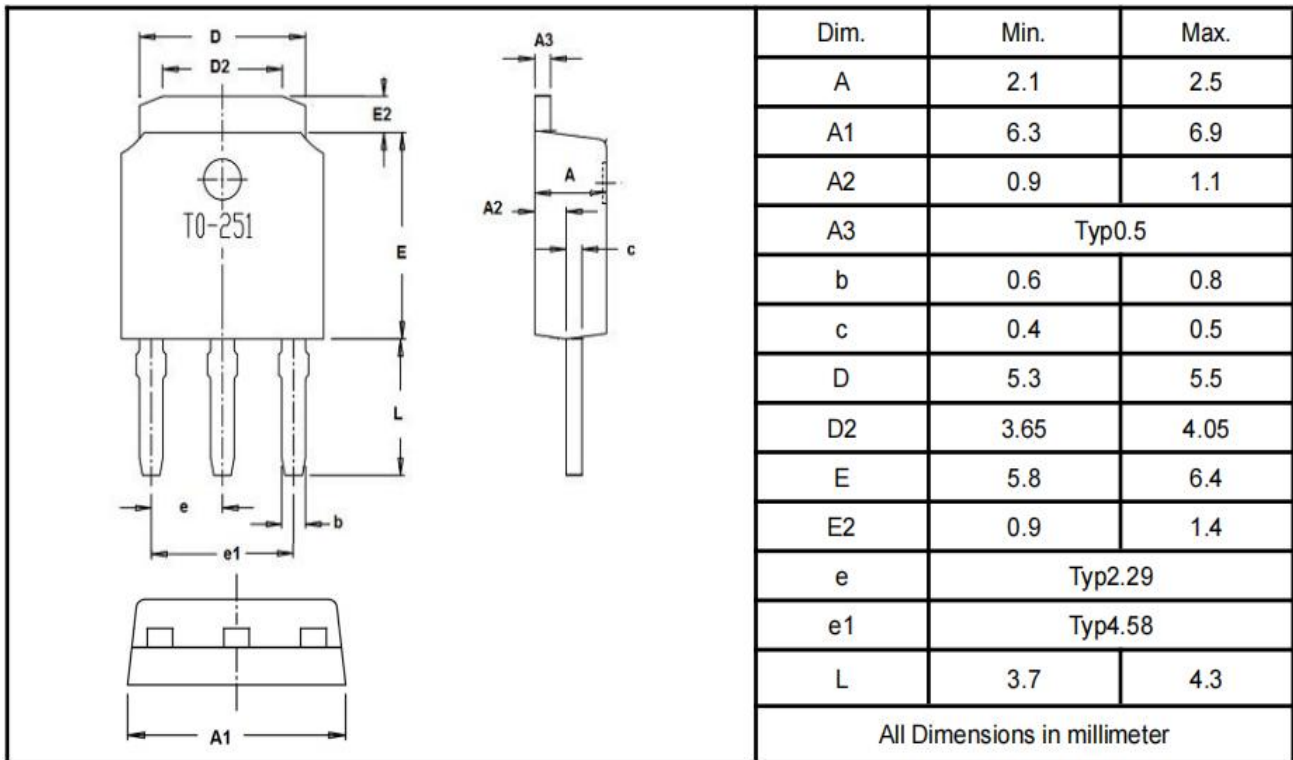 D
D2
E2
TO-251
E
L
e
b
e1
A1
A3
A
A2
c
Dim. Min. Max.
A 2.1 2.5
A1 6.3 6.9
A2 0.9 1.1
A3 Typ0.5
b 0.6 0.8
c 0.4 0.5
D 5.3 5.5
D2 3.65 4.05
E 5.8 6.4
E2 0.9 1.4
e Typ2.29
e1 Typ4.58
L 3.7 4.3
All Dimensions in millimeter